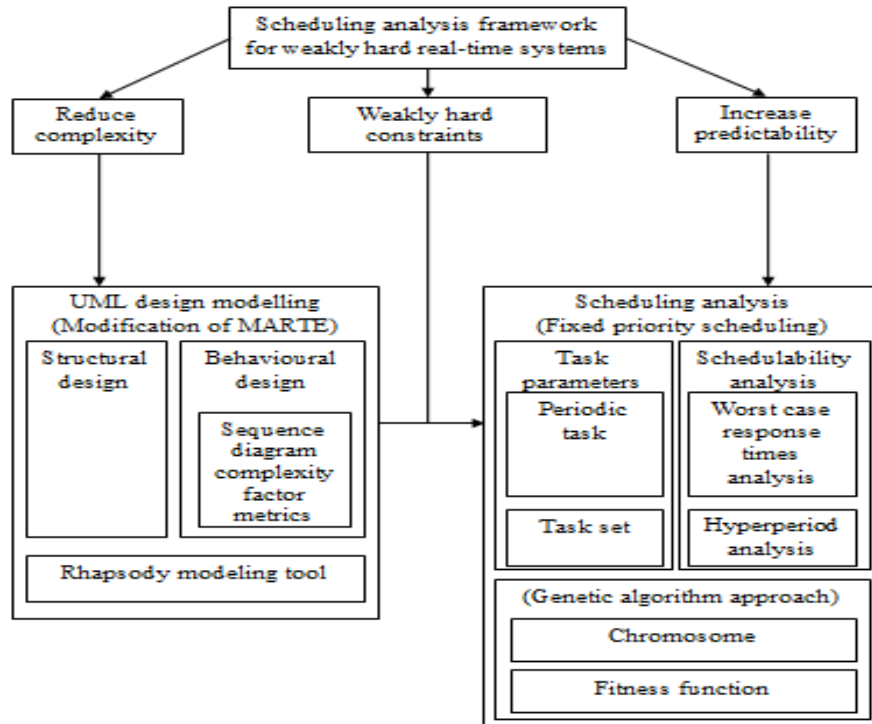 Scheduling analysis framework
for weakly hard real-time systems
Reduce
complexity
Weakly hard
constraints
Increase
predictability
UML design modelling
(Modification of MARTE)
Structural
design
Behavioural
design
Sequence
diagram
complexity
factor
metrics
Rhapsody modeling tool
Scheduling analysis
(Fixed priority scheduling)
Task
parameters
Periodic
task
Task set
Schedulability
analysis
Worst case
response
times
analysis
Hyperperiod
analysis
(Genetic algorithm approach)
Chromosome
Fitness function